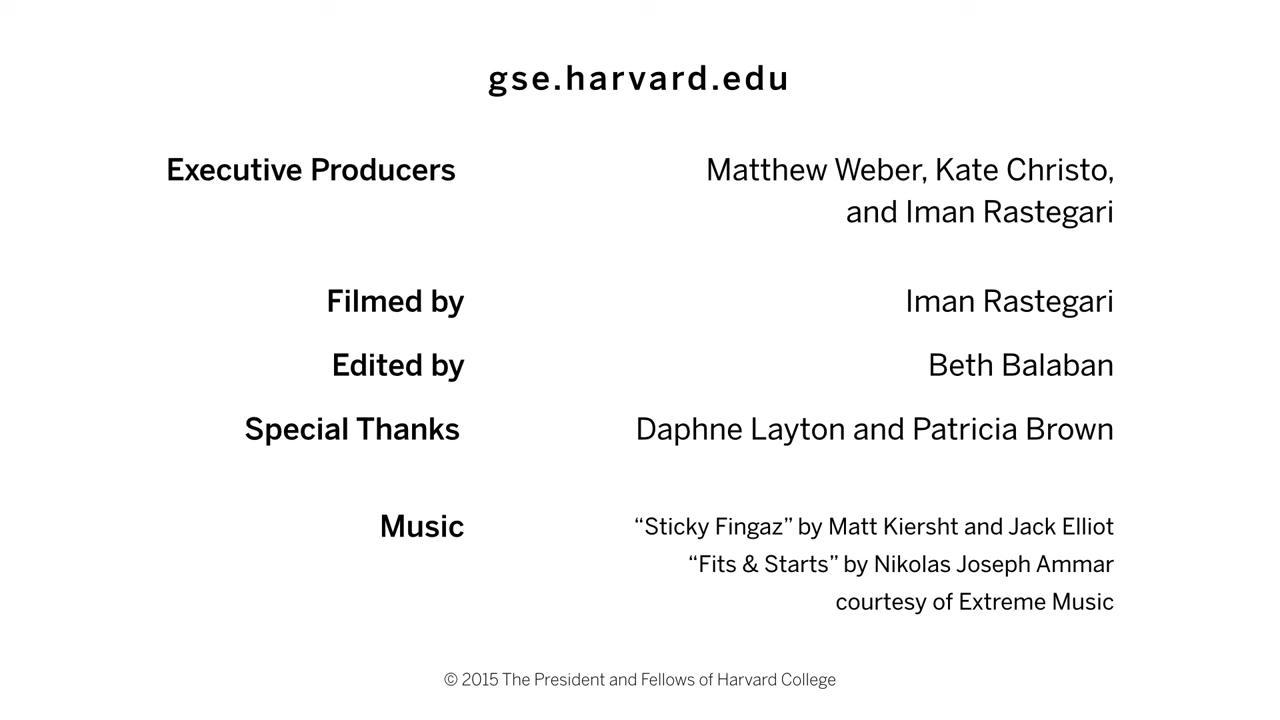 gse.harvard.edu
Executive Producers Matthew Weber, Kate Christo,
and Iman Rastegari
Filmed by Iman Rastegari
Edited by Beth Balaban
Special Thanks Daphne Layton and Patricia Brown
Music “Sticky Fingaz” by Matt Kiersht and Jack Elliot
“Fits & Starts” by Nikolas Joseph Ammar
courtesy of Extreme Music
© 2015 The President and Fellows of Harvard College